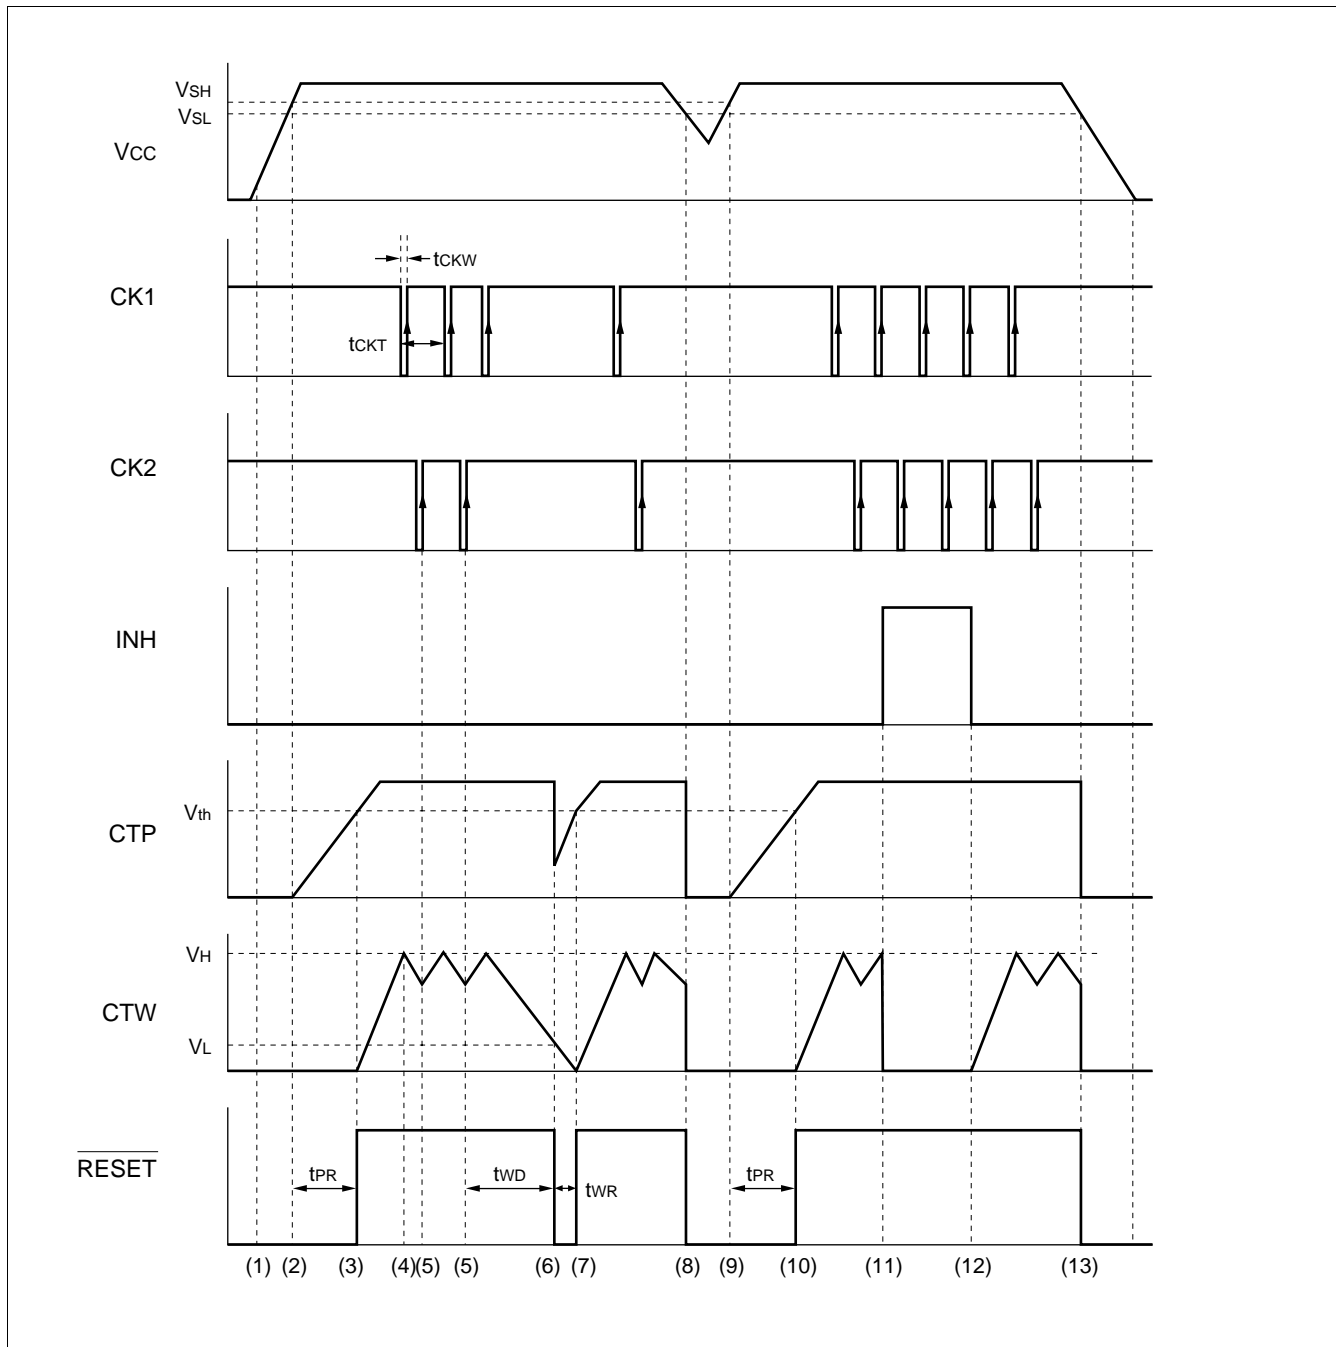 VSH
VSL
VCC
tCKW
CK1
tCKT
CK2
INH
Vth
CTP
VH
CTW
VL
RESET
tPR
tWD
tWR
tPR
(1) (2) (3) (4) (5) (5) (6) (7) (8) (9) (10) (11) (12) (13)